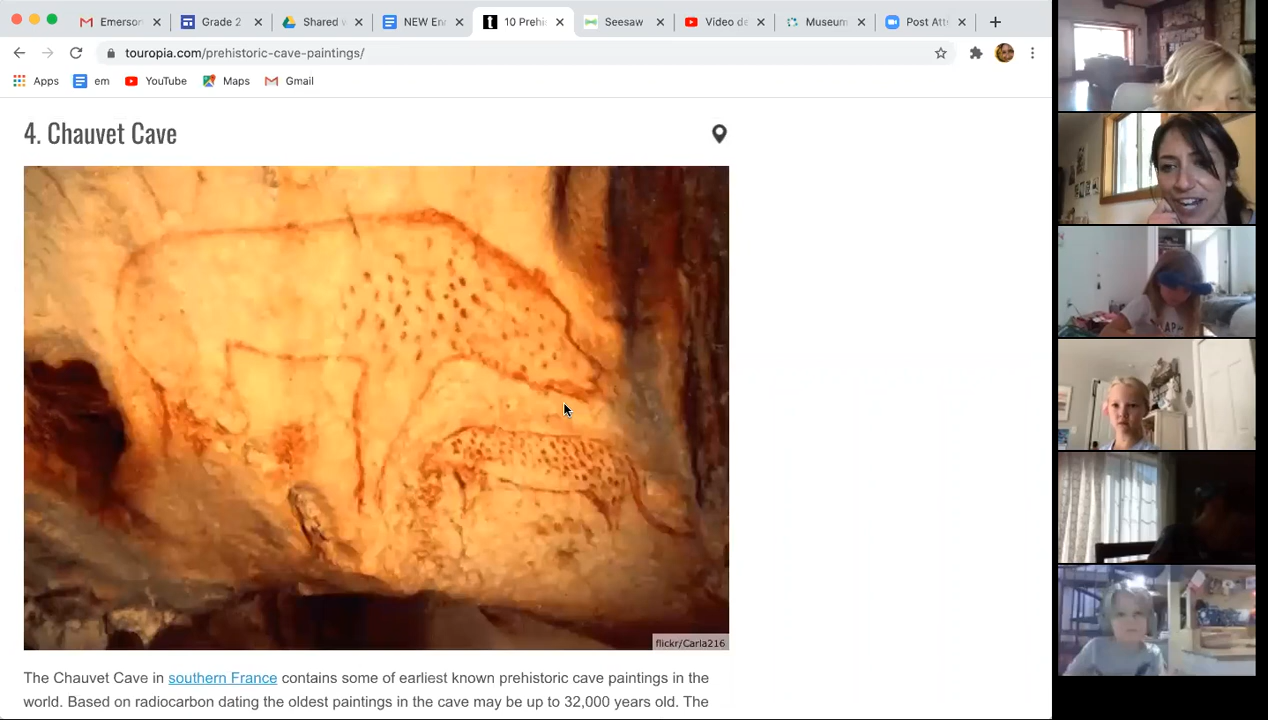 Emerson
Grade 2
Shared
NEW En
10 Prehi
Seesaw
Video de
Museum
Post Att
touropia.com/prehistoric-cave-paintings/
Apps
em
YouTube
Maps
Gmail
4. Chauvet Cave
flickr/Carla216
The Chauvet Cave in southern France contains some of earliest known prehistoric cave paintings in the
world. Based on radiocarbon dating the oldest paintings in the cave may be up to 32,000 years old. The